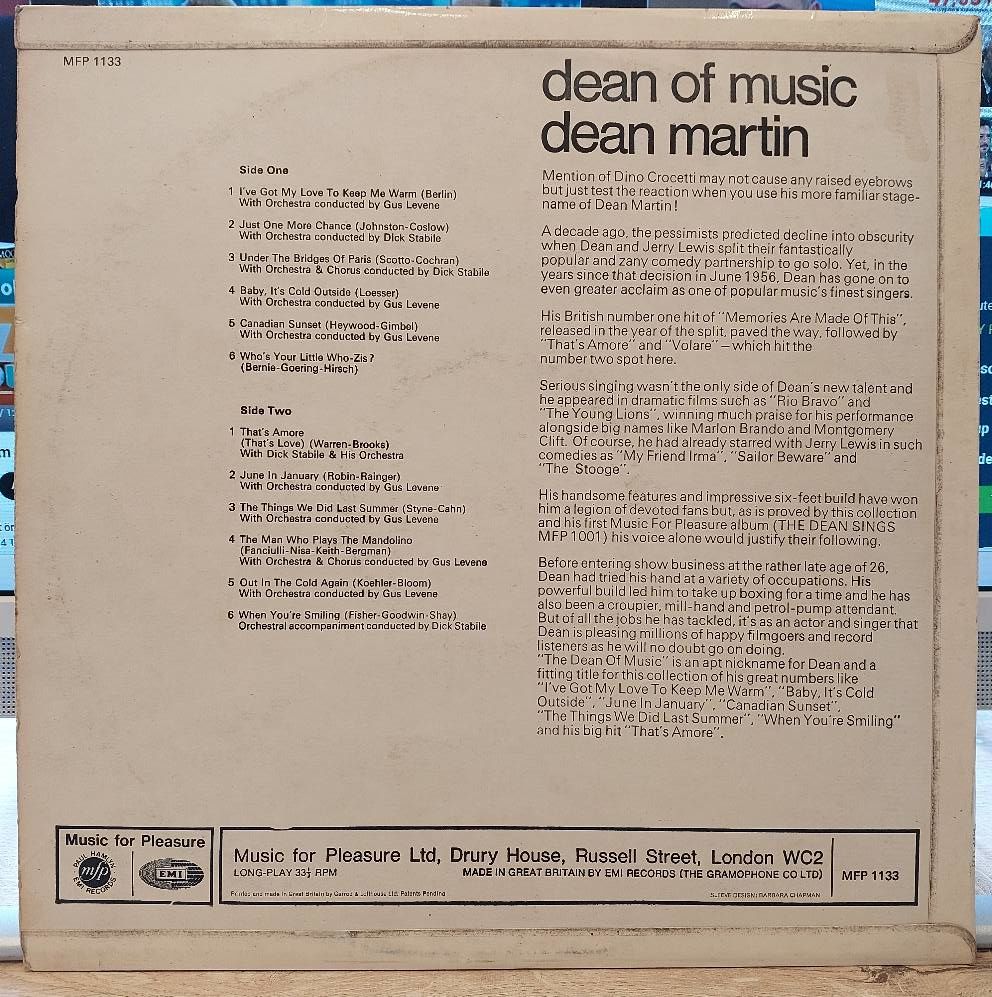 MFP 1133
dean of music
dean martin
Side One
1 I've Got My Love To Keep Me Warm (Berlin)
With Orchestra conducted by Gus Levene
2 Just One More Chance (Johnston-Coslow)
With Orchestra conducted by Dick Stabile
3 Under The Bridges Of Paris (Scotto-Cochran)
With Orchestra & Chorus conducted by Dick Stabile
4 Baby, It's Cold Outside (Loesser)
With Orchestra conducted by Gus Levene
5 Canadian Sunset (Heywood-Gimbel)
With Orchestra conducted by Gus Levene
6 Who's Your Little Who-Zis?
(Bernie-Goering-Hirsch)
Side Two
1 That's Amore
(That's Love) (Warren-Brooks)
With Dick Stabile & His Orchestra
2 June In January (Robin-Rainger)
With Orchestra conducted by Gus Levene
3 The Things We Did Last Summer (Styne-Cahn)
With Orchestra conducted by Gus Levene
4 The Man Who Plays The Mandolino
(Fanciulli-Nisa-Keith-Bergman)
With Orchestra & Chorus conducted by Gus Levene
5 Out In The Cold Again (Koehler-Bloom)
With Orchestra conducted by Gus Levene
6 When You're Smiling (Fisher-Goodwin-Shay)
Orchestral accompaniment conducted by Dick Stabile
Mention of Dino Crocetti may not cause any raised eyebrows
but just test the reaction when you use his more familiar stage-
name of Dean Martin!
A decade ago, the pessimists predicted decline into obscurity
when Dean and Jerry Lewis split their fantastically
popular and zany comedy partnership to go solo. Yet, in the
years since that decision in June 1956, Dean has gone on to
even greater acclaim as one of popular music's finest singers.
His British number one hit of "Memories Are Made Of This",
released in the year of the split, paved the way, followed by
"That's Amore" and "Volare" – which hit the
number two spot here.
Serious singing wasn't the only side of Dean's new talent and
he appeared in dramatic films such as "Rio Bravo" and
"The Young Lions", winning much praise for his performance
alongside big names like Marlon Brando and Montgomery
Clift. Of course, he had already starred with Jerry Lewis in such
comedies as "My Friend Irma", "Sailor Beware" and
"The Stooge".
His handsome features and impressive six-feet build have won
him a legion of devoted fans but, as is proved by this collection
and his first Music For Pleasure album (THE DEAN SINGS
MFP 1001) his voice alone would justify their following.
Before entering show business at the rather late age of 26,
Dean had tried his hand at a variety of occupations. His
powerful build led him to take up boxing for a time and he has
also been a croupier, mill-hand and petrol-pump attendant.
But of all the jobs he has tackled, it's as an actor and singer that
Dean is pleasing millions of happy filmgoers and record
listeners as he will no doubt go on doing.
"The Dean Of Music" is an apt nickname for Dean and a
fitting title for this collection of his great numbers like
"I've Got My Love To Keep Me Warm", "Baby, It's Cold
Outside", "June In January", "Canadian Sunset",
"The Things We Did Last Summer", "When You're Smiling"
and his big hit "That's Amore".
Music for Pleasure
PAUL HAMLYN
mfp
EMI RECORDS
EMI
Music for Pleasure Ltd, Drury House, Russell Street, London WC2
LONG-PLAY 33⅓ RPM
MADE IN GREAT BRITAIN BY EMI RECORDS (THE GRAMOPHONE CO LTD)
MFP 1133
Printed and made in Great Britain by Garrod & Lofthouse Ltd. Patents Pending
SLEEVE DESIGN: BARBARA CHAPMAN